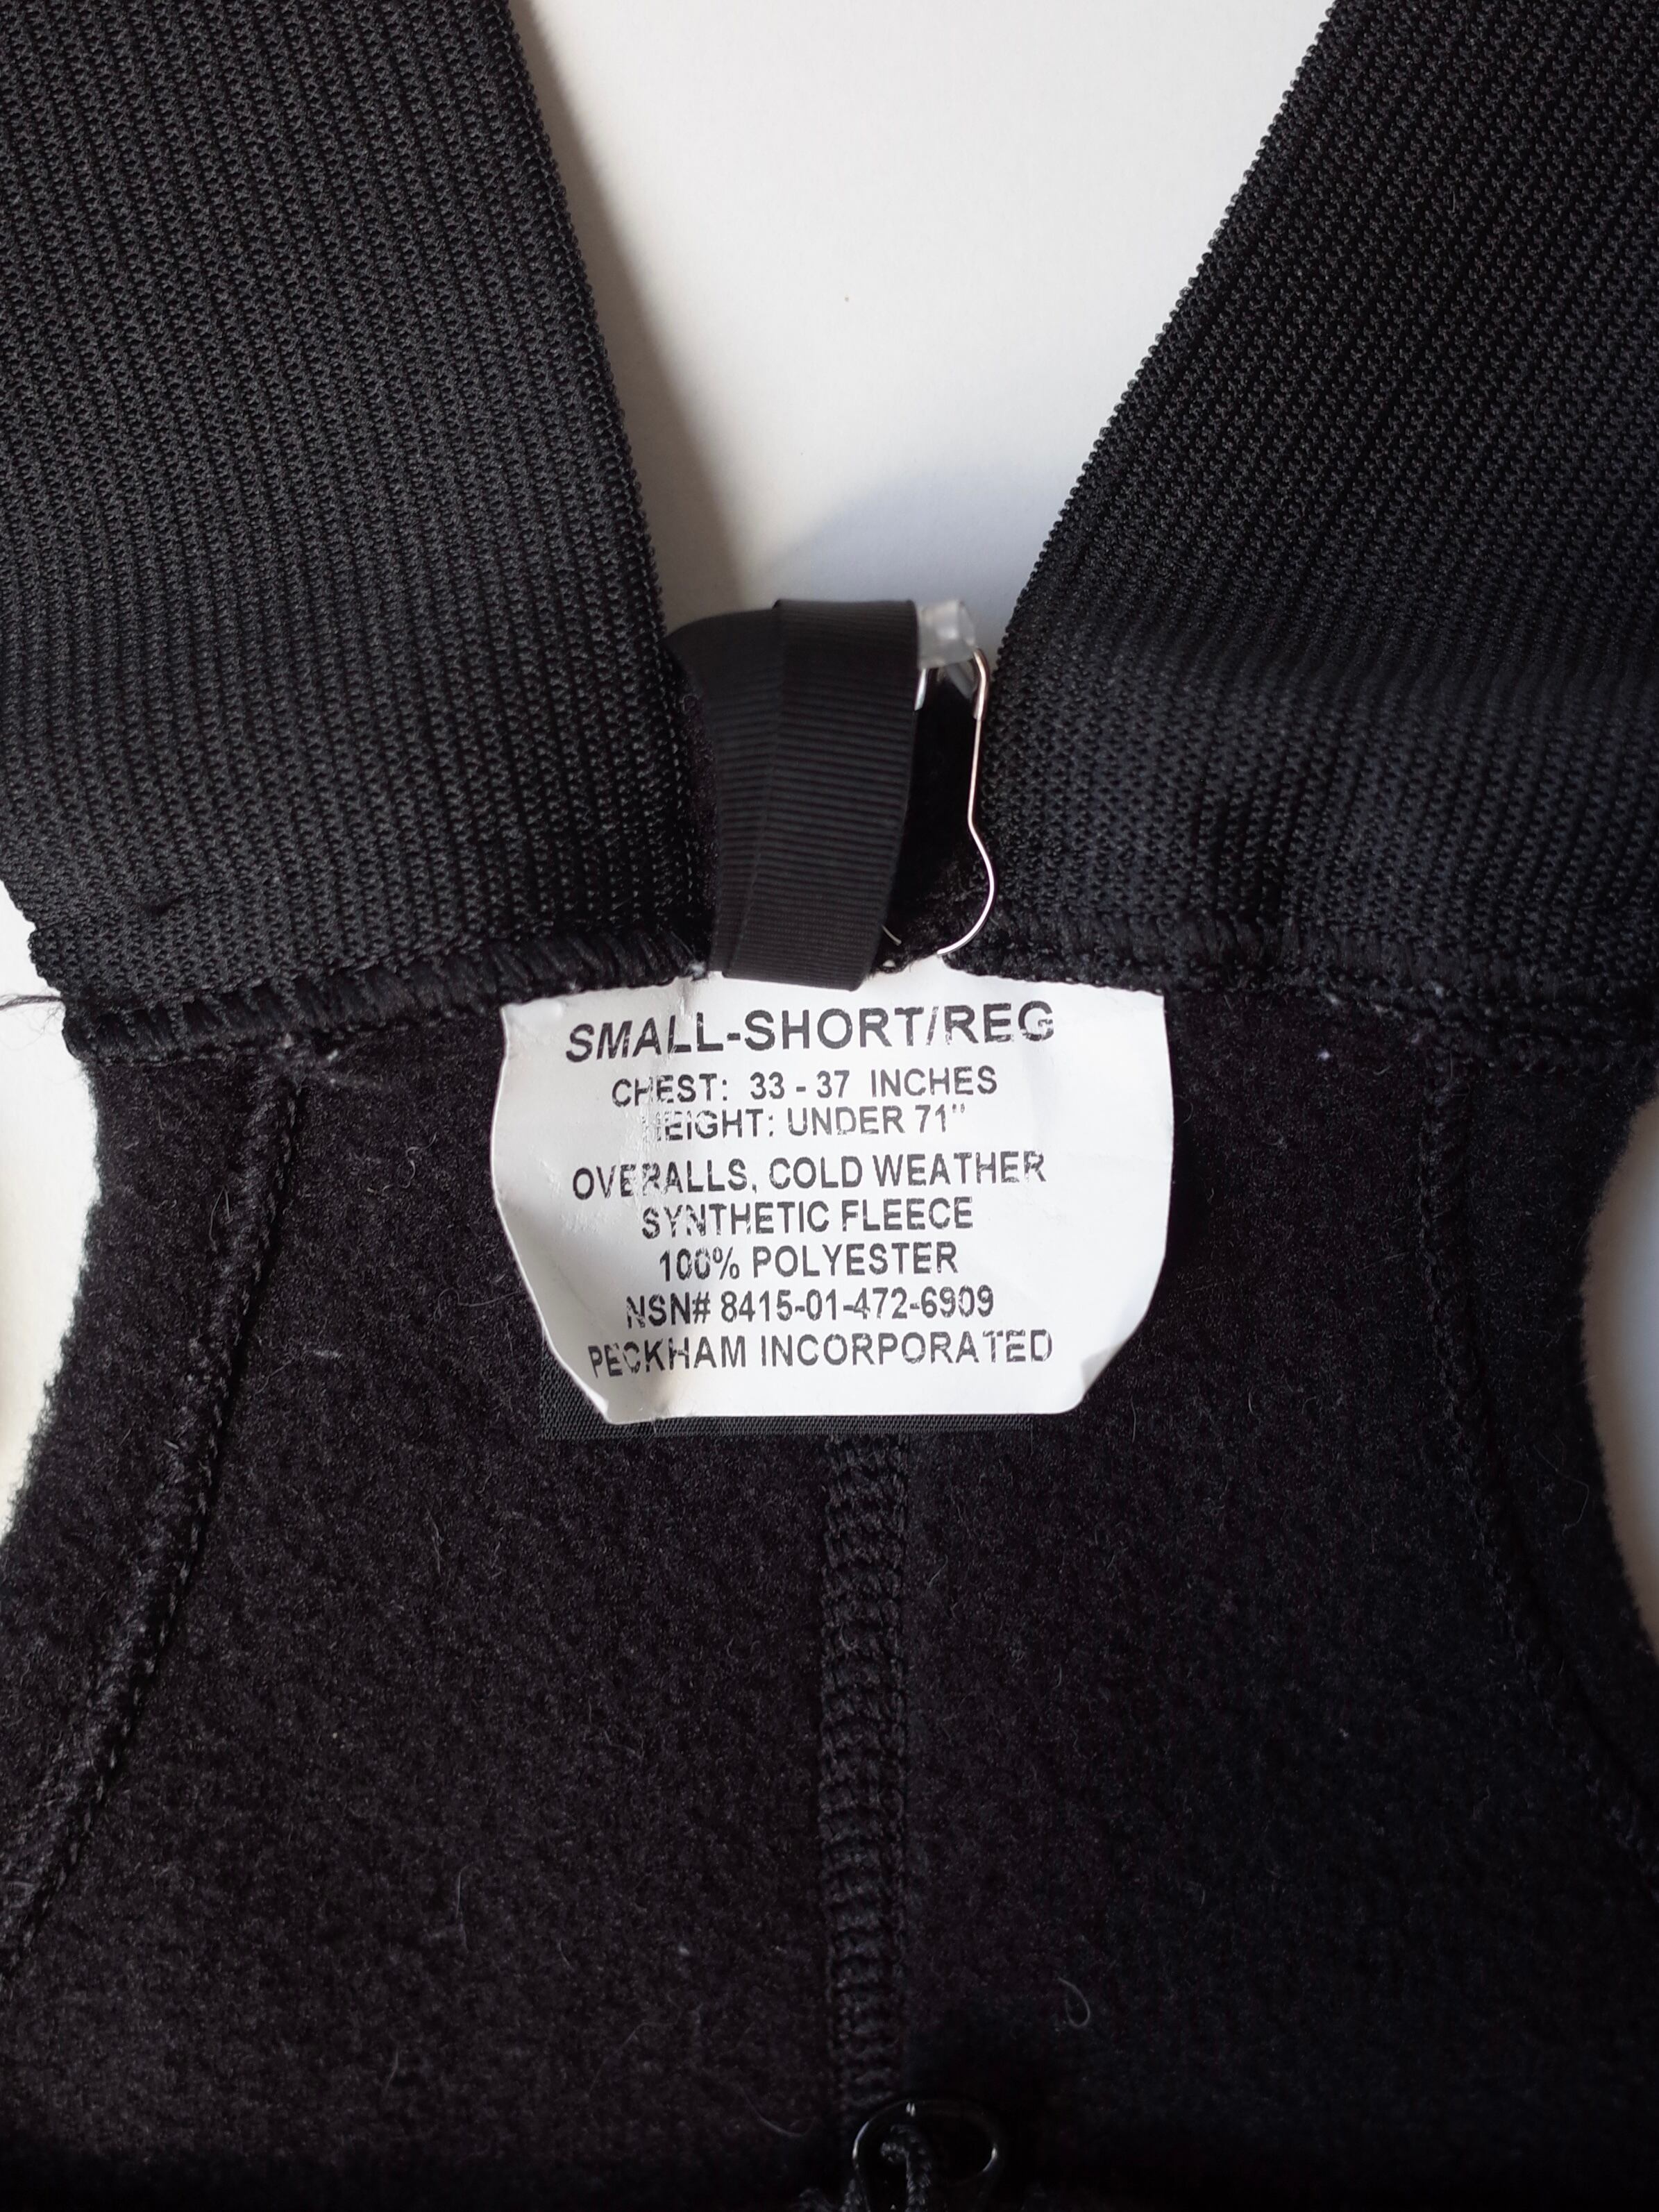 SMALL-SHORT/REG
CHEST: 33 - 37 INCHES
HEIGHT: UNDER 71"
OVERALLS, COLD WEATHER
SYNTHETIC FLEECE
100% POLYESTER
NSN# 8415-01-472-6909
PECKHAM INCORPORATED